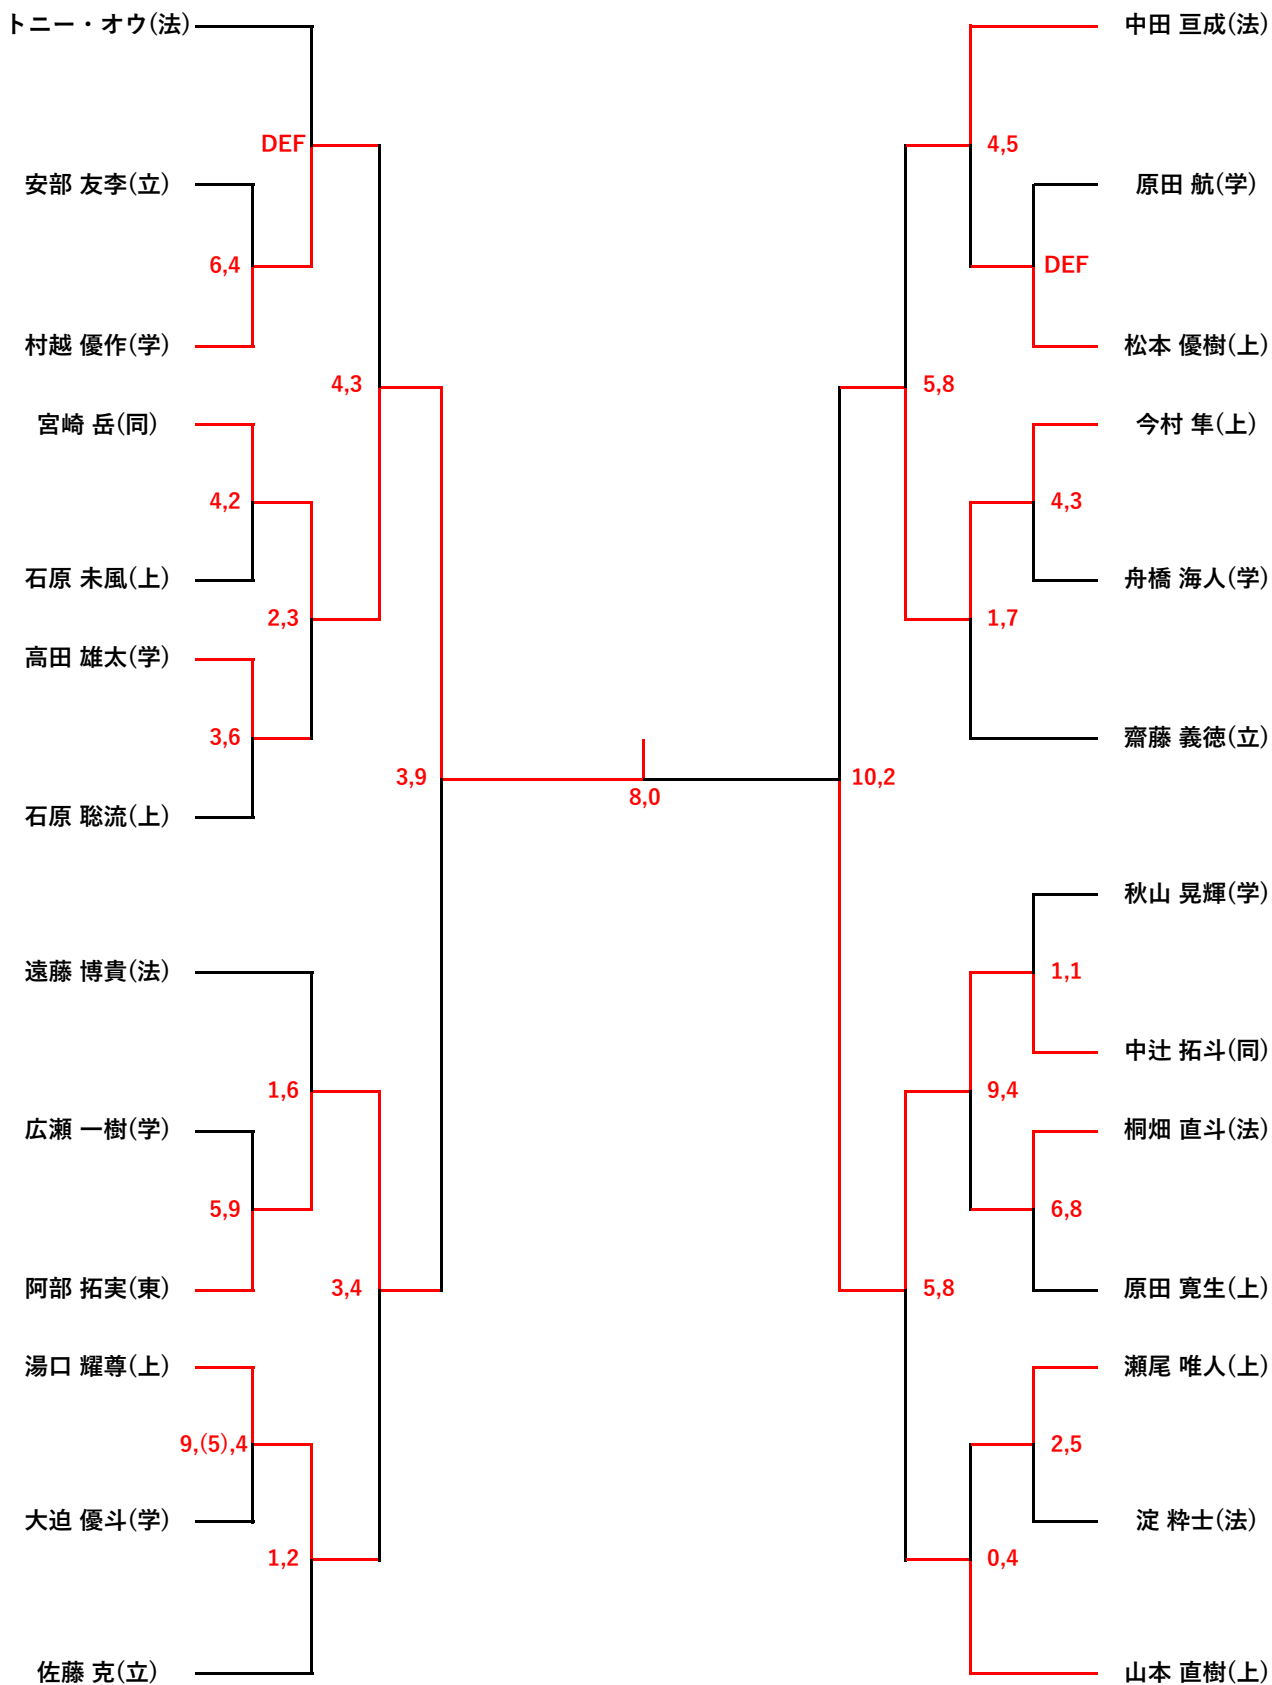 トニー・オウ(法)
DEF
安部 友李(立)
6,4
村越 優作(学)
4,3
宮崎 岳(同)
4,2
石原 未風(上)
2,3
高田 雄太(学)
3,6
石原 聡流(上)
3,9
遠藤 博貴(法)
1,6
広瀬 一樹(学)
5,9
阿部 拓実(東)
3,4
湯口 耀尊(上)
9,(5),4
大迫 優斗(学)
1,2
佐藤 克(立)
8,0
中田 亘成(法)
4,5
原田 航(学)
DEF
松本 優樹(上)
5,8
今村 隼(上)
4,3
舟橋 海人(学)
1,7
齋藤 義徳(立)
10,2
秋山 晃輝(学)
1,1
中辻 拓斗(同)
9,4
桐畑 直斗(法)
6,8
原田 寛生(上)
5,8
瀬尾 唯人(上)
2,5
淀 粋士(法)
0,4
山本 直樹(上)